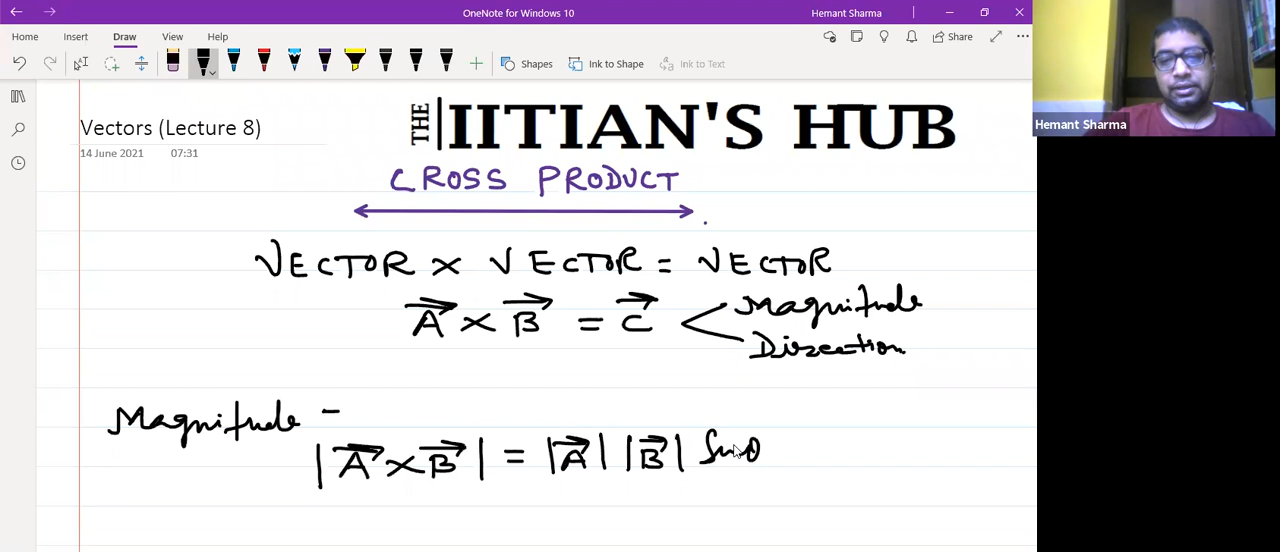 OneNote for Windows 10
Hemant Sharma
Home Insert Draw View Help
Share
Shapes Ink to Shape Ink to Text
THE IITIAN'S HUB
Vectors (Lecture 8)
14 June 2021 07:31
Hemant Sharma
CROSS PRODUCT
VECTOR × VECTOR = VECTOR
A⃗ × B⃗ = C⃗ < Magnitude
Direction
Magnitude -
|A⃗ × B⃗| = |A⃗| |B⃗| Sinθ